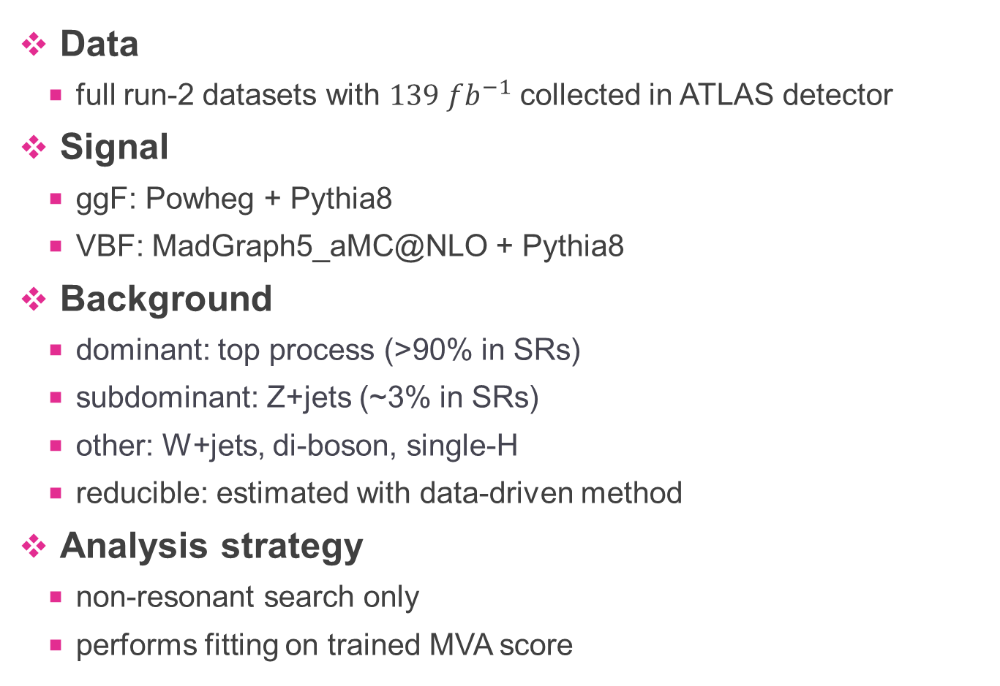 Data
full run-2 datasets with 139 fb⁻¹ collected in ATLAS detector
Signal
ggF: Powheg + Pythia8
VBF: MadGraph5_aMC@NLO + Pythia8
Background
dominant: top process (>90% in SRs)
subdominant: Z+jets (~3% in SRs)
other: W+jets, di-boson, single-H
reducible: estimated with data-driven method
Analysis strategy
non-resonant search only
performs fitting on trained MVA score